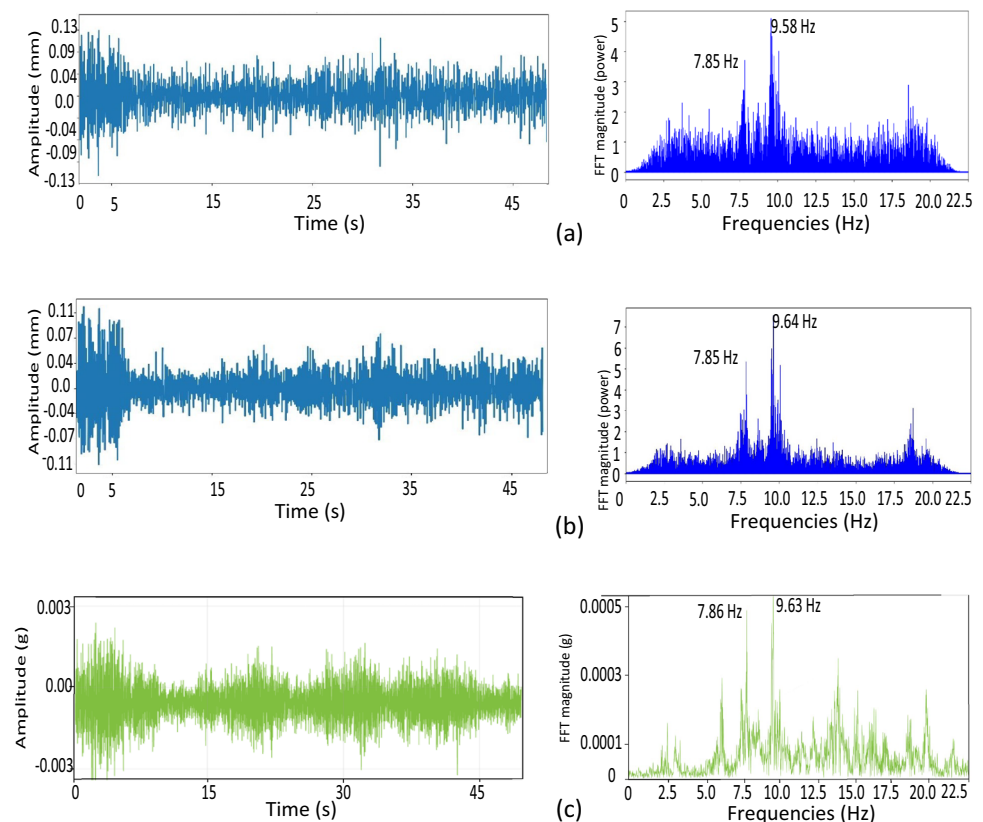 Amplitude (mm)
0.13
0.09
0.04
0.0
-0.04
-0.09
-0.13
0 5 15 25 35 45
Time (s)
FFT magnitude (power)
5
4
3
2
1
0
7.85 Hz
9.58 Hz
0 2.5 5.0 7.5 10.0 12.5 15.0 17.5 20.0 22.5
Frequencies (Hz)
(a)
Amplitude (mm)
0.11
0.07
0.04
0.0
-0.04
-0.07
-0.11
0 5 15 25 35 45
Time (s)
FFT magnitude (power)
7
6
5
4
3
2
1
0
7.85 Hz
9.64 Hz
0 2.5 5.0 7.5 10.0 12.5 15.0 17.5 20.0 22.5
Frequencies (Hz)
(b)
Amplitude (g)
0.003
0.00
-0.003
0 15 30 45
Time (s)
FFT magnitude (g)
0.0005
0.0003
0.0001
0
7.86 Hz
9.63 Hz
0 2.5 5.0 7.5 10.0 12.5 15.0 17.5 20.0 22.5
Frequencies (Hz)
(c)